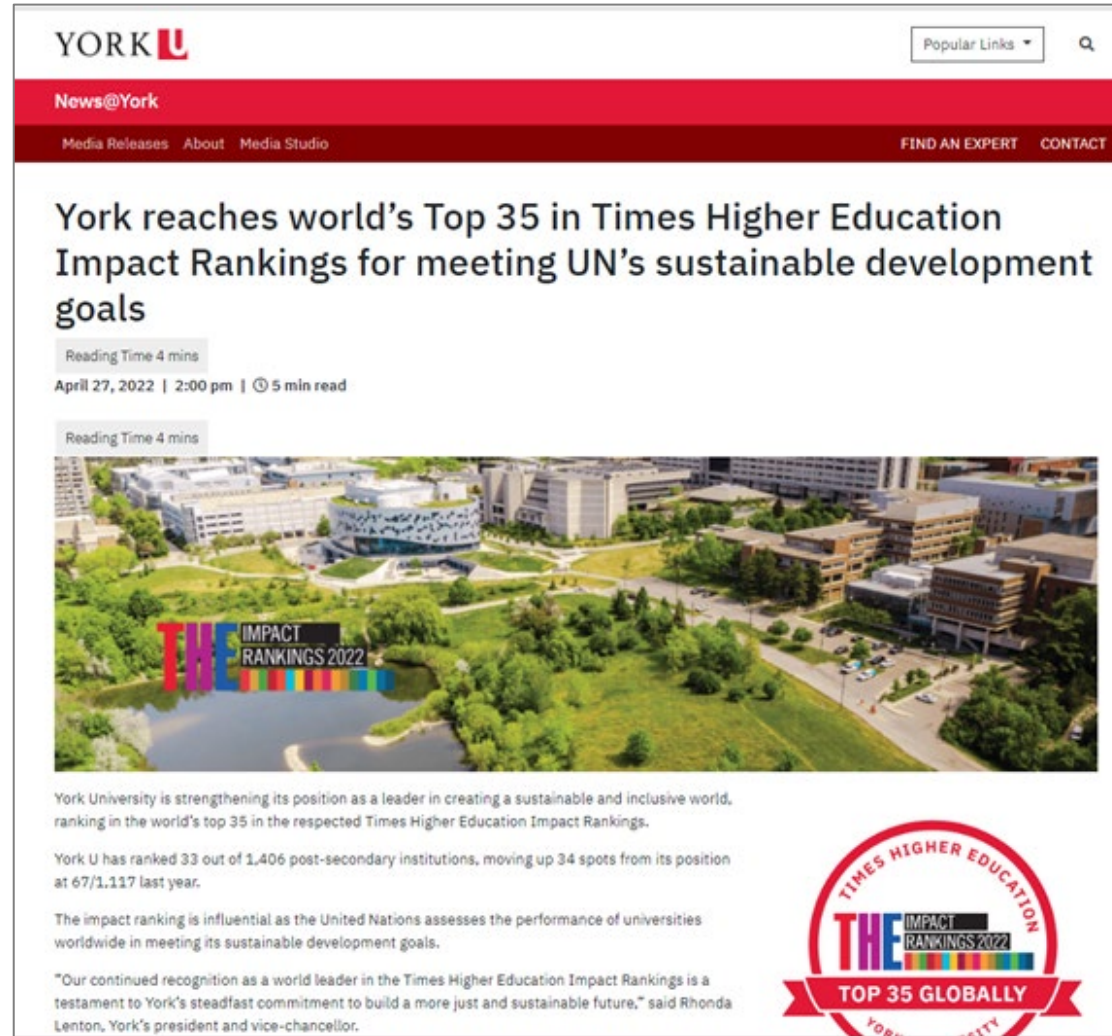 YORK U
Popular Links
News@York
Media Releases About Media Studio
FIND AN EXPERT CONTACT
York reaches world's Top 35 in Times Higher Education
Impact Rankings for meeting UN's sustainable development
goals
Reading Time 4 mins
April 27, 2022 | 2:00 pm | 5 min read
Reading Time 4 mins
THE IMPACT
RANKINGS 2022
York University is strengthening its position as a leader in creating a sustainable and inclusive world,
ranking in the world's top 35 in the respected Times Higher Education Impact Rankings.
York U has ranked 33 out of 1,406 post-secondary institutions, moving up 34 spots from its position
at 67/1,117 last year.
The impact ranking is influential as the United Nations assesses the performance of universities
worldwide in meeting its sustainable development goals.
"Our continued recognition as a world leader in the Times Higher Education Impact Rankings is a
testament to York's steadfast commitment to build a more just and sustainable future," said Rhonda
Lenton, York's president and vice-chancellor.
TIMES HIGHER EDUCATION
THE IMPACT
RANKINGS 2022
TOP 35 GLOBALLY